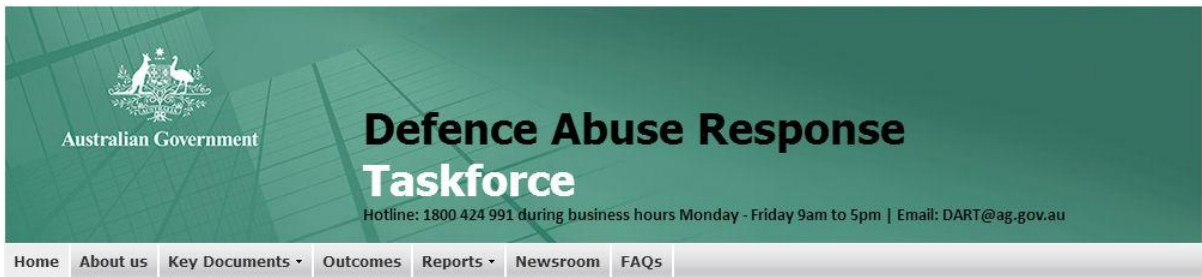 Australian Government
Defence Abuse Response
Taskforce
Hotline: 1800 424 991 during business hours Monday - Friday 9am to 5pm | Email: DART@ag.gov.au
Home About us Key Documents Outcomes Reports Newsroom FAQs